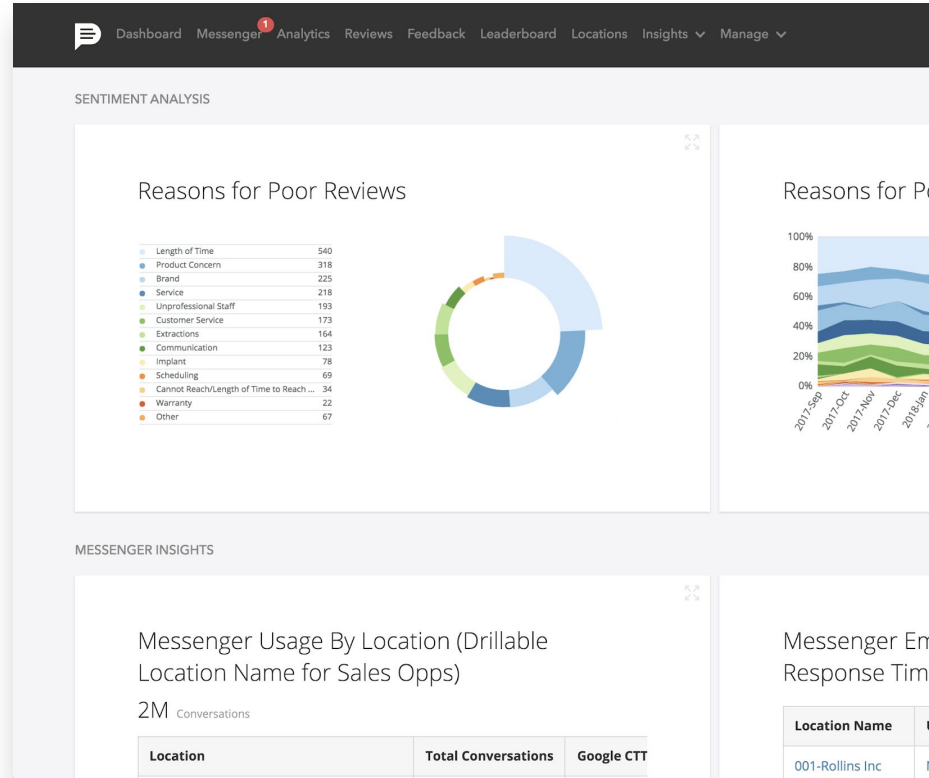 Dashboard Messenger 1 Analytics Reviews Feedback Leaderboard Locations Insights Manage
SENTIMENT ANALYSIS
Reasons for Poor Reviews
Length of Time 540
Product Concern 318
Brand 225
Service 218
Unprofessional Staff 193
Customer Service 173
Extractions 164
Communication 123
Implant 78
Scheduling 69
Cannot Reach/Length of Time to Reach ... 34
Warranty 22
Other 67
Reasons for P
100%
80%
60%
40%
20%
0%
2017-Sep 2017-Oct 2017-Nov 2017-Dec 2018-Jan
MESSENGER INSIGHTS
Messenger Usage By Location (Drillable
Location Name for Sales Opps)
2M Conversations
Location Total Conversations Google CTT
Messenger Em
Response Tim
Location Name
001-Rollins Inc